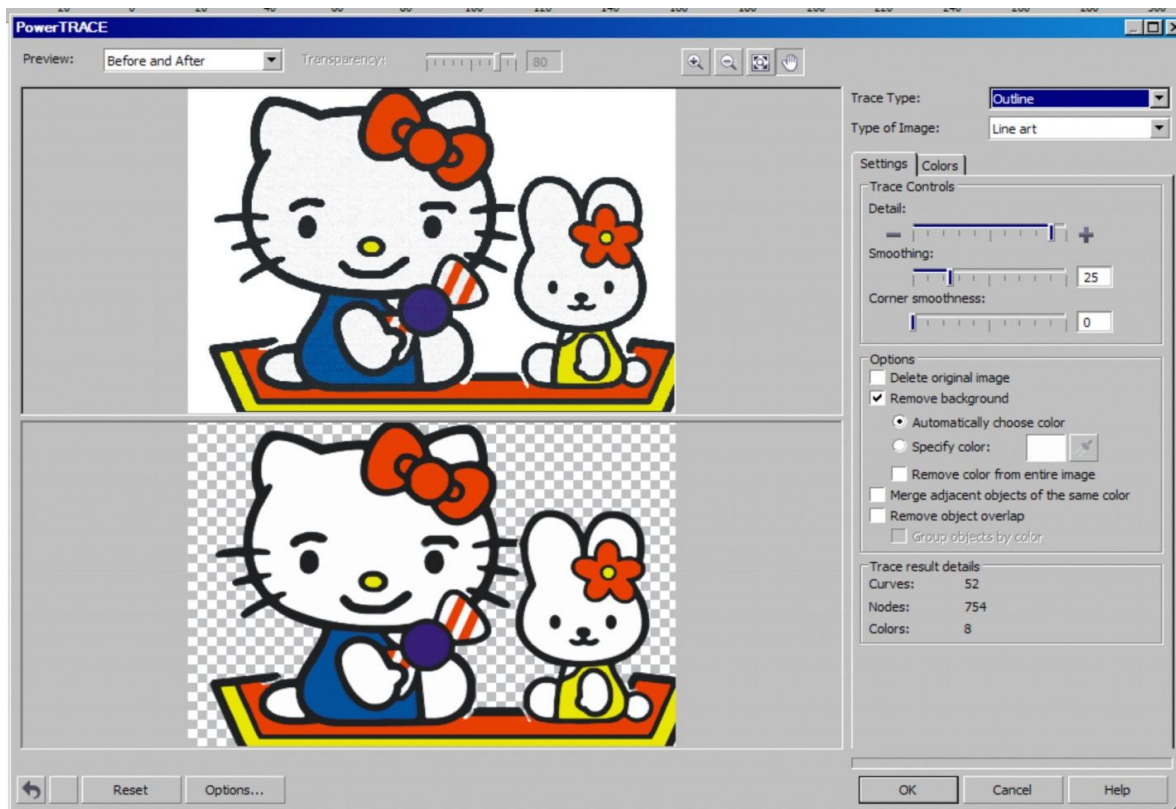 PowerTRACE
Preview: Before and After Transparency: 80
Trace Type: Outline
Type of Image: Line art
Settings Colors
Trace Controls
Detail:
Smoothing:
25
Corner smoothness:
0
Options
Delete original image
Remove background
Automatically choose color
Specify color:
Remove color from entire image
Merge adjacent objects of the same color
Remove object overlap
Group objects by color
Trace result details
Curves: 52
Nodes: 754
Colors: 8
Reset Options... OK Cancel Help